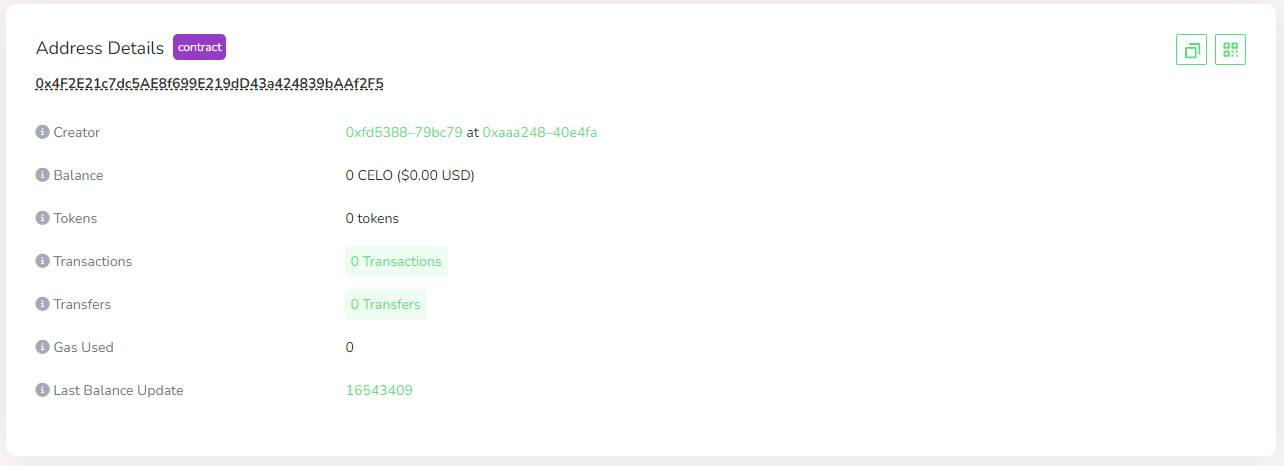 Address Details contract
0x4F2E21c7dc5AE8f699E219dD43a424839bAAf2F5
Creator 0xfd5388–79bc79 at 0xaaa248–40e4fa
Balance 0 CELO ($0.00 USD)
Tokens 0 tokens
Transactions 0 Transactions
Transfers 0 Transfers
Gas Used 0
Last Balance Update 16543409